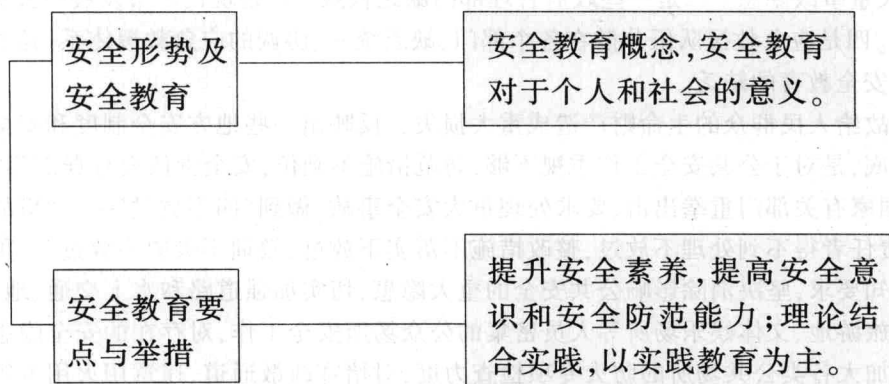 安全形势及
安全教育
安全教育概念,安全教育
对于个人和社会的意义。
安全教育要
点与举措
提升安全素养,提高安全意
识和安全防范能力;理论结
合实践,以实践教育为主。